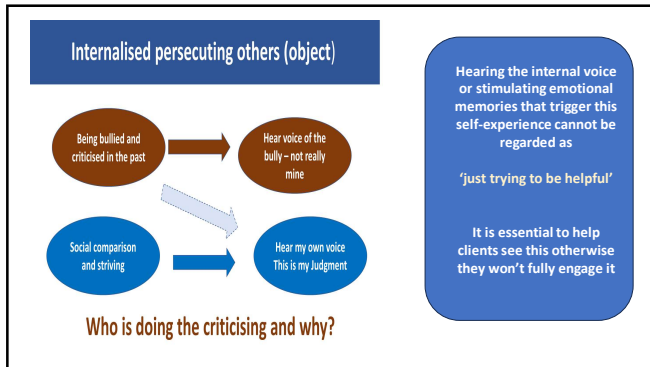 Internalised persecuting others (object)
Being bullied and
criticised in the past
Hear voice of the
bully – not really
mine
Social comparison
and striving
Hear my own voice
This is my Judgment
Who is doing the criticising and why?
Hearing the internal voice
or stimulating emotional
memories that trigger this
self-experience cannot be
regarded as
‘just trying to be helpful’
It is essential to help
clients see this otherwise
they won’t fully engage it